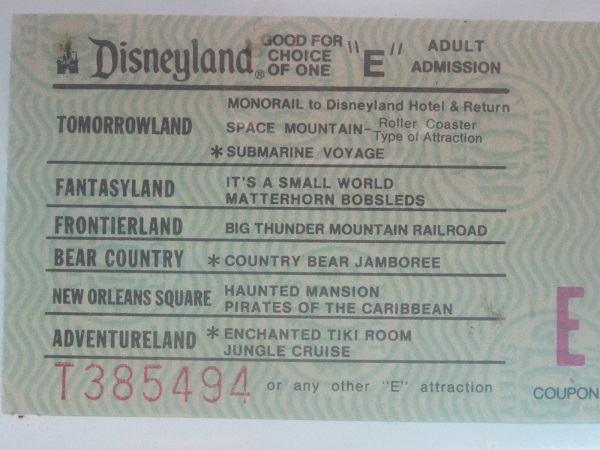 Disneyland® GOOD FOR CHOICE OF ONE "E" ADULT ADMISSION
TOMORROWLAND
MONORAIL to Disneyland Hotel & Return
SPACE MOUNTAIN- Roller Coaster Type of Attraction
* SUBMARINE VOYAGE
FANTASYLAND
IT'S A SMALL WORLD
MATTERHORN BOBSLEDS
FRONTIERLAND BIG THUNDER MOUNTAIN RAILROAD
BEAR COUNTRY * COUNTRY BEAR JAMBOREE
NEW ORLEANS SQUARE
HAUNTED MANSION
PIRATES OF THE CARIBBEAN
ADVENTURELAND
* ENCHANTED TIKI ROOM
JUNGLE CRUISE
T385494 or any other "E" attraction
E
COUPON